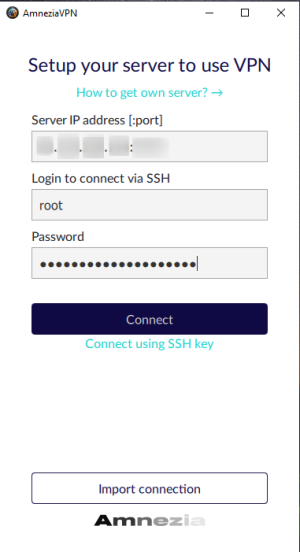 AmneziaVPN
Setup your server to use VPN
How to get own server? →
Server IP address [:port]
Login to connect via SSH
root
Password
●●●●●●●●●●●●●●●●●●●●
Connect
Connect using SSH key
Import connection
Amnezia